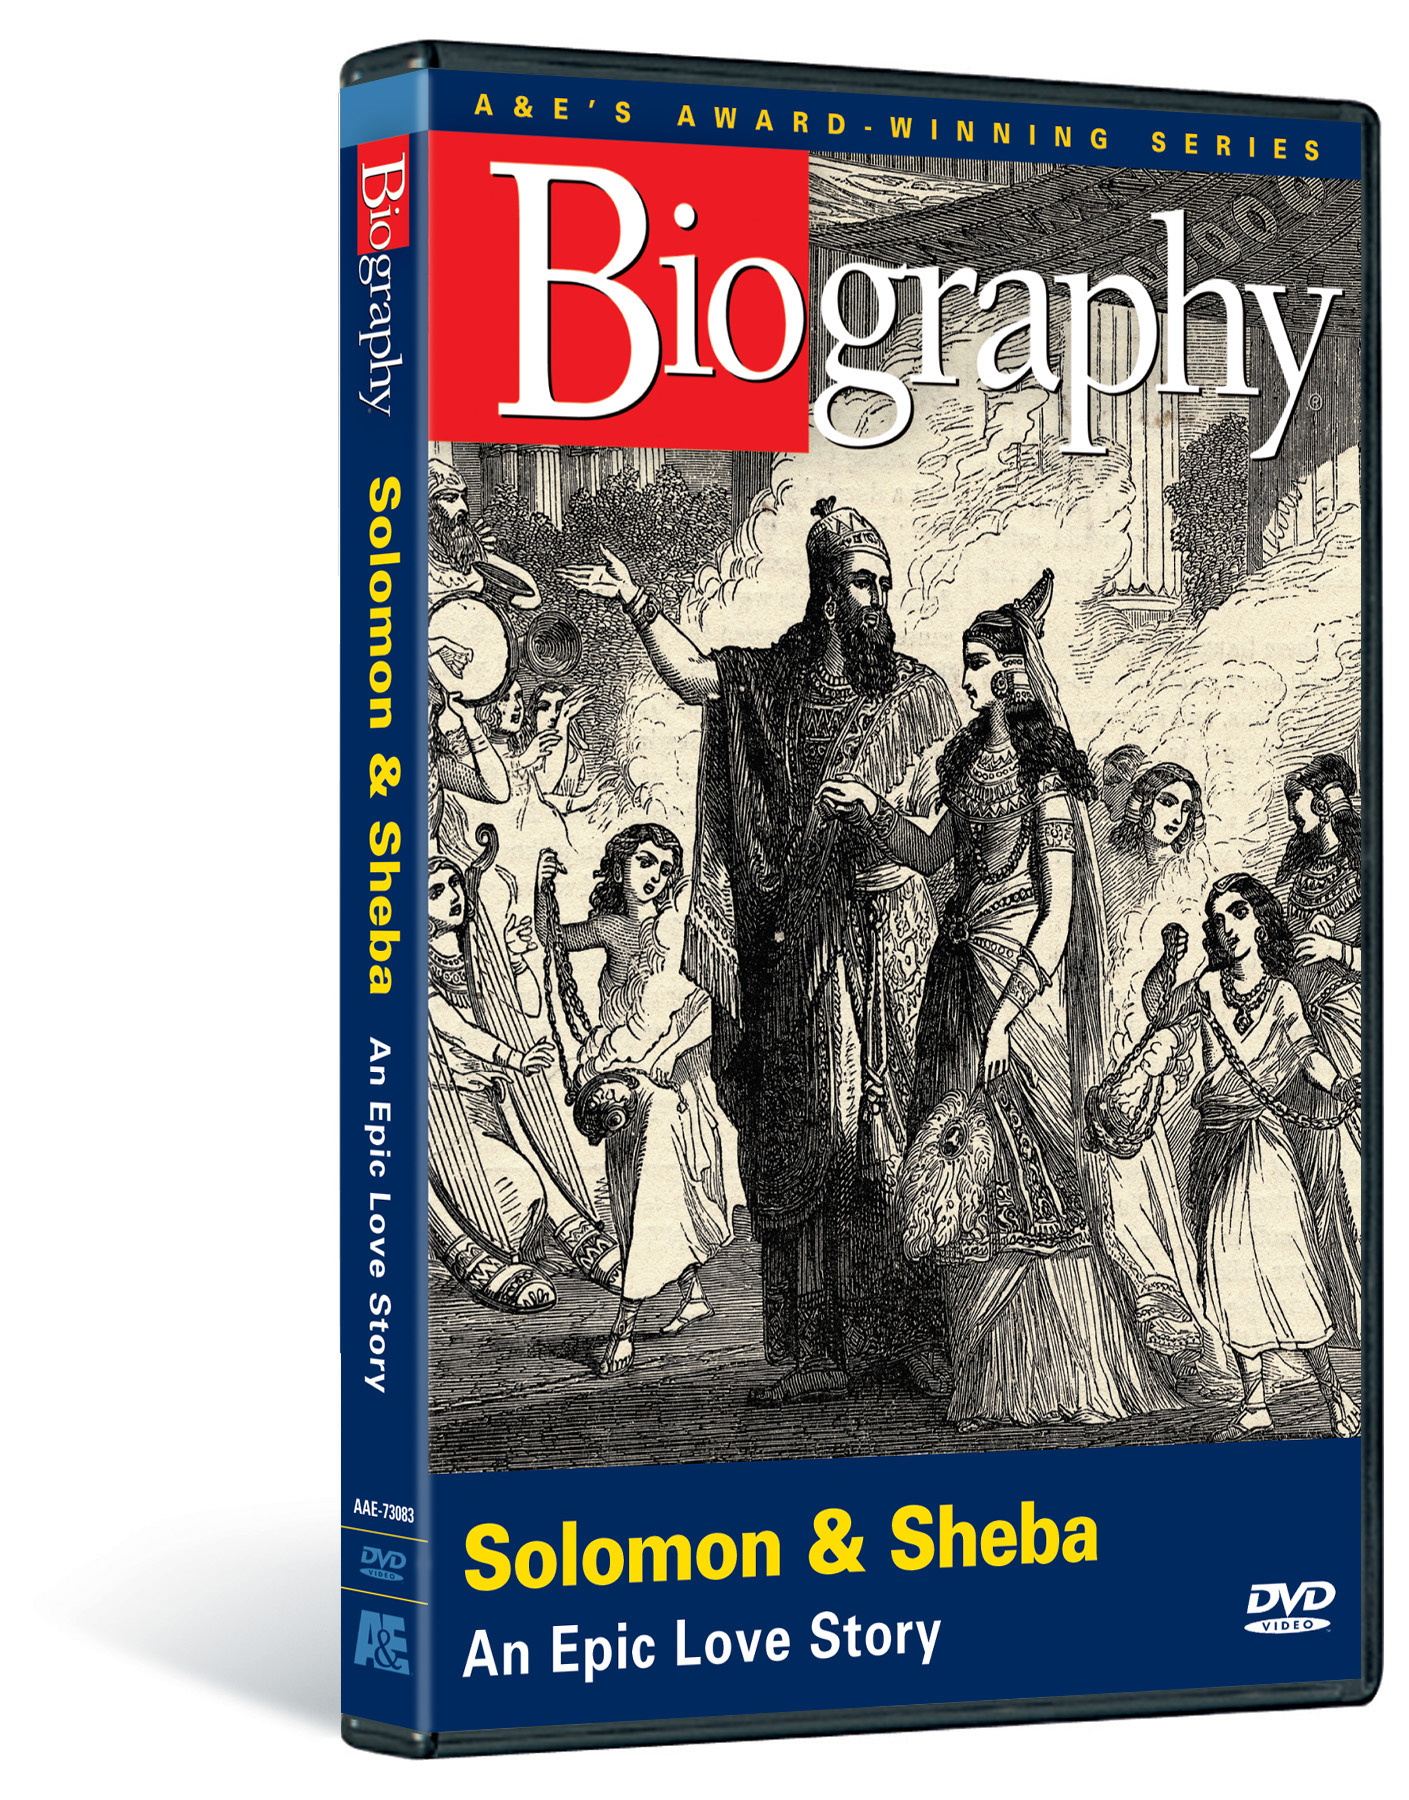 A&E'S AWARD-WINNING SERIES
Biography®
Solomon & Sheba
An Epic Love Story
DVD
VIDEO™
Biography
Solomon & Sheba An Epic Love Story
AAE-73083
DVD
VIDEO
A&E